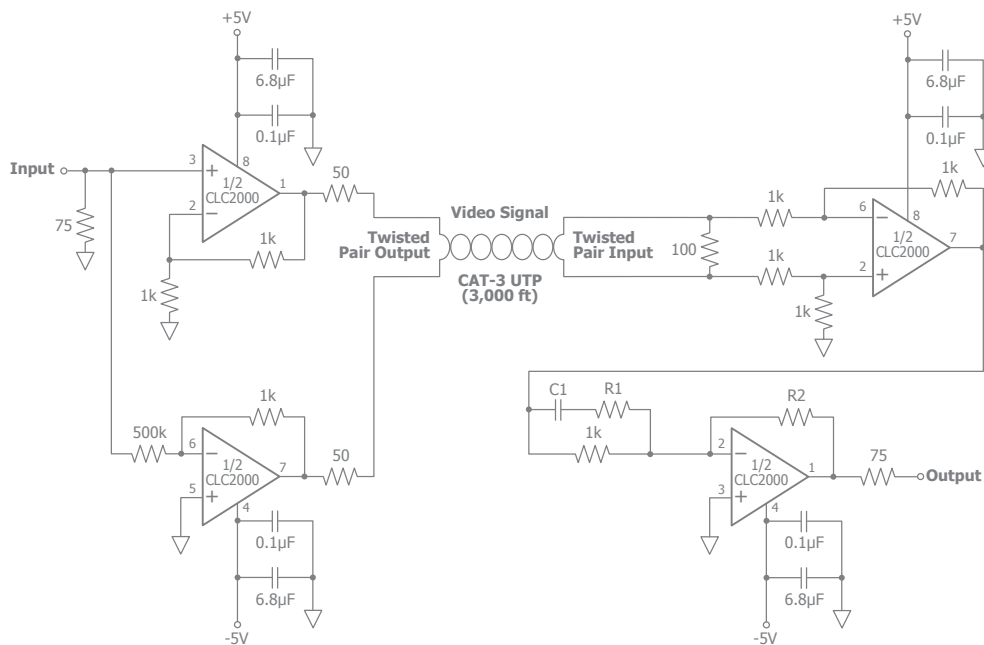 +5V
6.8µF
0.1µF
Input
75
3
2
8
1
1/2
CLC2000
50
1k
1k
Video Signal
Twisted
Pair Output
Twisted
Pair Input
CAT-3 UTP
(3,000 ft)
100
+5V
6.8µF
0.1µF
1k
1k
1k
1k
6
2
8
7
1/2
CLC2000
500k
1k
6
5
7
4
1/2
CLC2000
50
0.1µF
6.8µF
-5V
C1
R1
1k
R2
2
3
1
4
1/2
CLC2000
75
Output
0.1µF
6.8µF
-5V